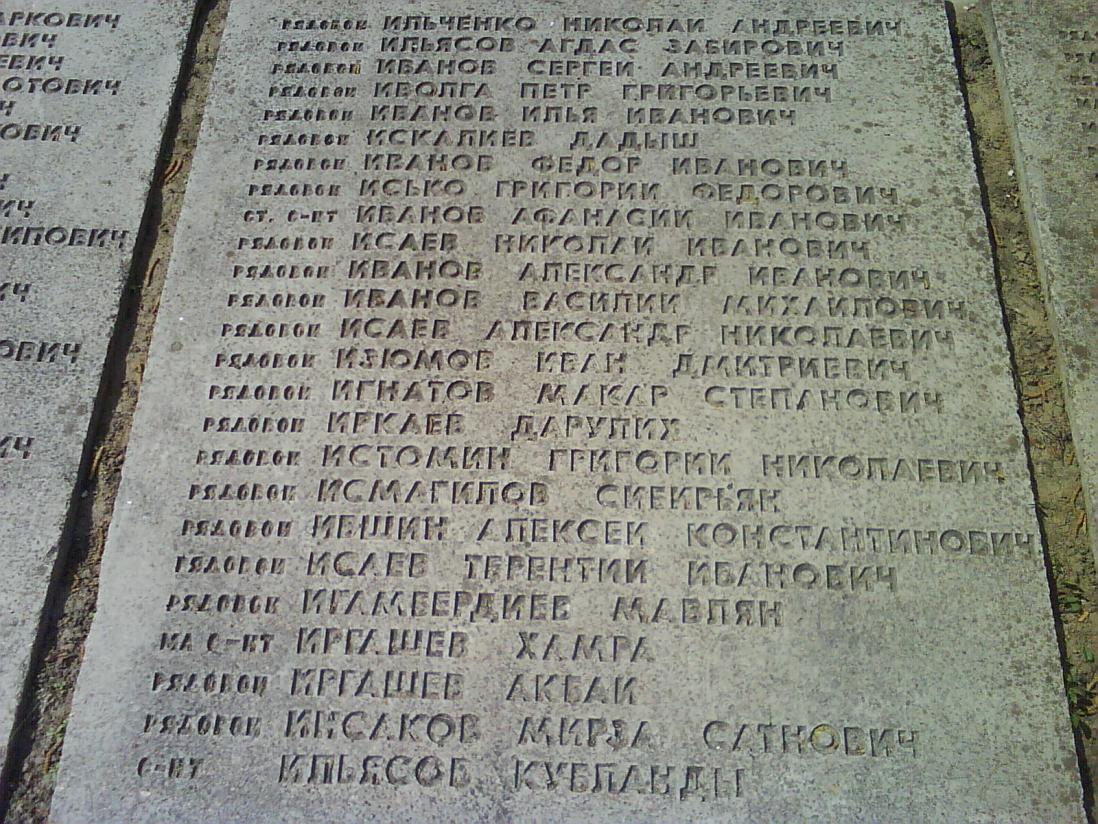 РЯДОВОЙ ИЛЬЧЕНКО НИКОЛАЙ АНДРЕЕВИЧ
РЯДОВОЙ ИЛЬЯСОВ АГДАС ЗАБИРОВИЧ
РЯДОВОЙ ИВАНОВ СЕРГЕЙ АНДРЕЕВИЧ
РЯДОВОЙ ИВОЛГА ПЕТР ГРИГОРЬЕВИЧ
РЯДОВОЙ ИВАНОВ ИЛЬЯ ИВАНОВИЧ
РЯДОВОЙ ИСКАЛИЕВ ДАДЫШ
РЯДОВОЙ ИВАНОВ ФЕДОР ИВАНОВИЧ
РЯДОВОЙ ИСЬКО ГРИГОРИЙ ФЕДОРОВИЧ
СТ. С-НТ ИВАНОВ АФАНАСИЙ ИВАНОВИЧ
РЯДОВОЙ ИСАЕВ НИКОЛАЙ ИВАНОВИЧ
РЯДОВОЙ ИВАНОВ АЛЕКСАНДР ИВАНОВИЧ
РЯДОВОЙ ИВАНОВ ВАСИЛИЙ МИХАИЛОВИЧ
РЯДОВОЙ ИСАЕВ АЛЕКСАНДР НИКОЛАЕВИЧ
РЯДОВОЙ ИЗЮМОВ ИВАН ДМИТРИЕВИЧ
РЯДОВОЙ ИГНАТОВ МАКАР СТЕПАНОВИЧ
РЯДОВОЙ ИРКАЕВ ДАРУЛИХ
РЯДОВОЙ ИСТОМИН ГРИГОРИЙ НИКОЛАЕВИЧ
РЯДОВОЙ ИСМАГИЛОВ СИБИРЬЯК
РЯДОВОЙ ИВШИН АЛЕКСЕЙ КОНСТАНТИНОВИЧ
РЯДОВОЙ ИСАЕВ ТЕРЕНТИЙ ИВАНОВИЧ
РЯДОВОЙ ИГАМБЕРДИЕВ МАВЛЯН
МЛ С-НТ ИРГАШЕВ ХАМРА
РЯДОВОЙ ИРГАШЕВ АКБАЙ
РЯДОВОЙ ИНСАКОВ МИРЗА САТНОВИЧ
С-НТ ИЛЬЯСОВ КУБЛАНДЫ